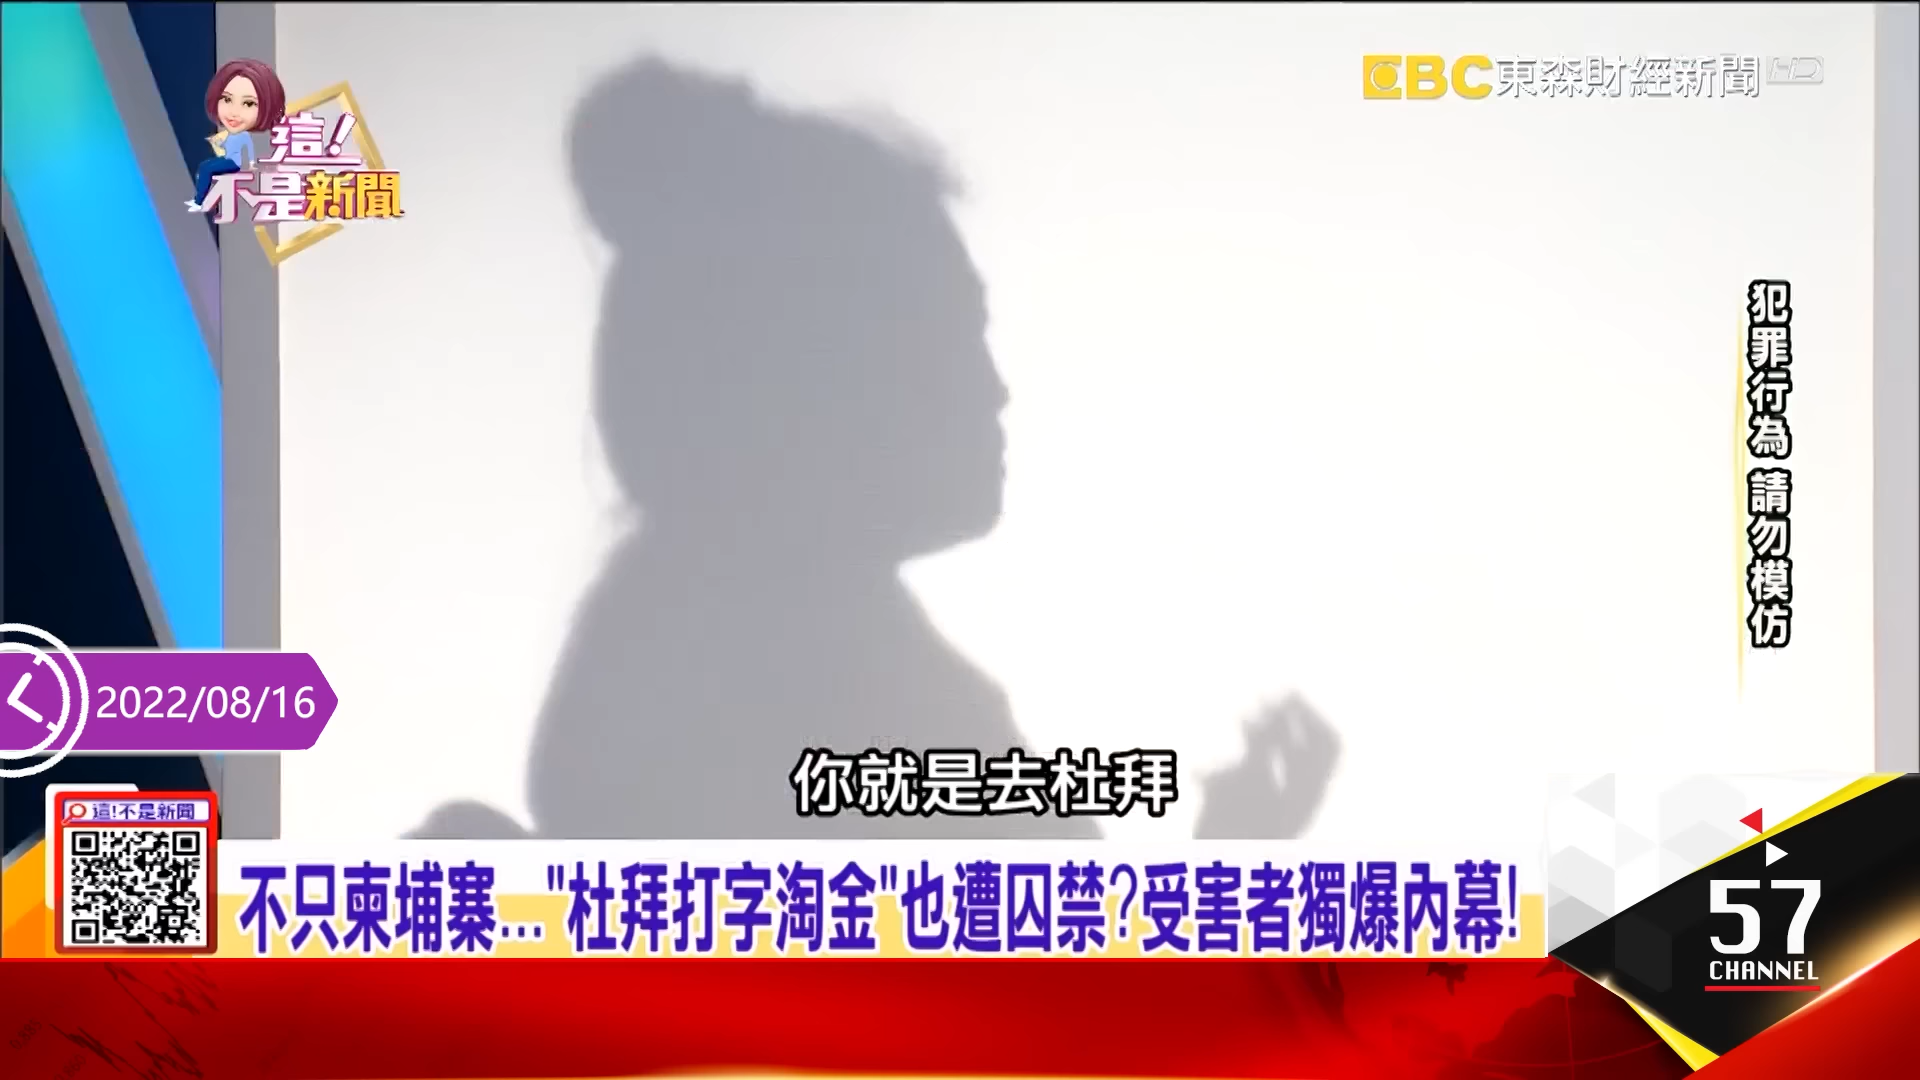 EBC東森財經新聞HD
這!
不是新聞
犯罪行為 請勿模仿
2022/08/16
你就是去杜拜
這!不是新聞
不只柬埔寨..."杜拜打字淘金"也遭囚禁?受害者獨爆內幕!
57
CHANNEL